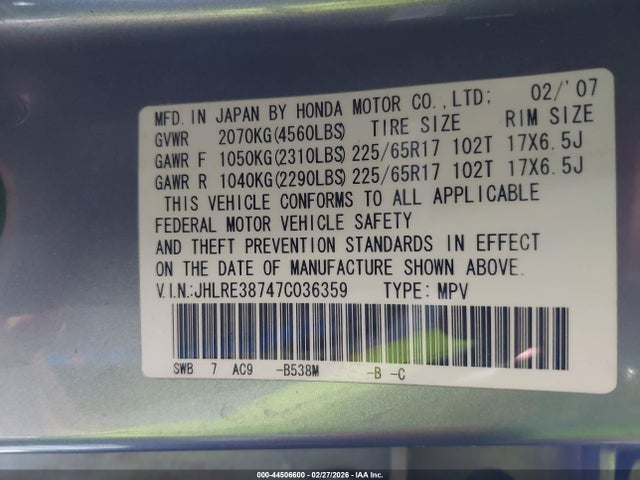 MFD. IN JAPAN BY HONDA MOTOR CO.,LTD; 02/'07
GVWR 2070KG(4560LBS) TIRE SIZE RIM SIZE
GAWR F 1050KG(2310LBS) 225/65R17 102T 17X6.5J
GAWR R 1040KG(2290LBS) 225/65R17 102T 17X6.5J
THIS VEHICLE CONFORMS TO ALL APPLICABLE
FEDERAL MOTOR VEHICLE SAFETY
AND THEFT PREVENTION STANDARDS IN EFFECT
ON THE DATE OF MANUFACTURE SHOWN ABOVE.
V.I.N.:JHLRE38747C036359 TYPE: MPV
SWB 7 AC9 -B538M -B -C
000-44506600 - 02/27/2026 - IAA Inc.